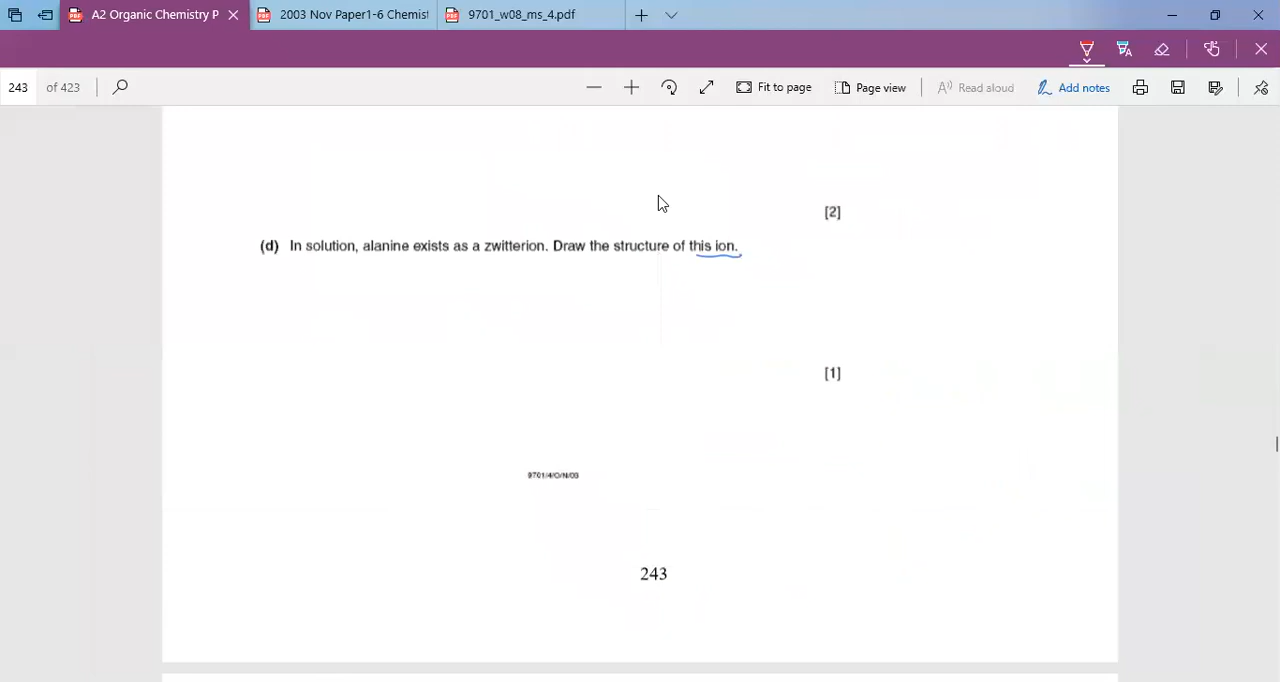 A2 Organic Chemistry P
2003 Nov Paper1-6 Chemist
9701_w08_ms_4.pdf
243 of 423
Fit to page
Page view
Read aloud
Add notes
[2]
(d) In solution, alanine exists as a zwitterion. Draw the structure of this ion.
[1]
9701/4/O/N/03
243